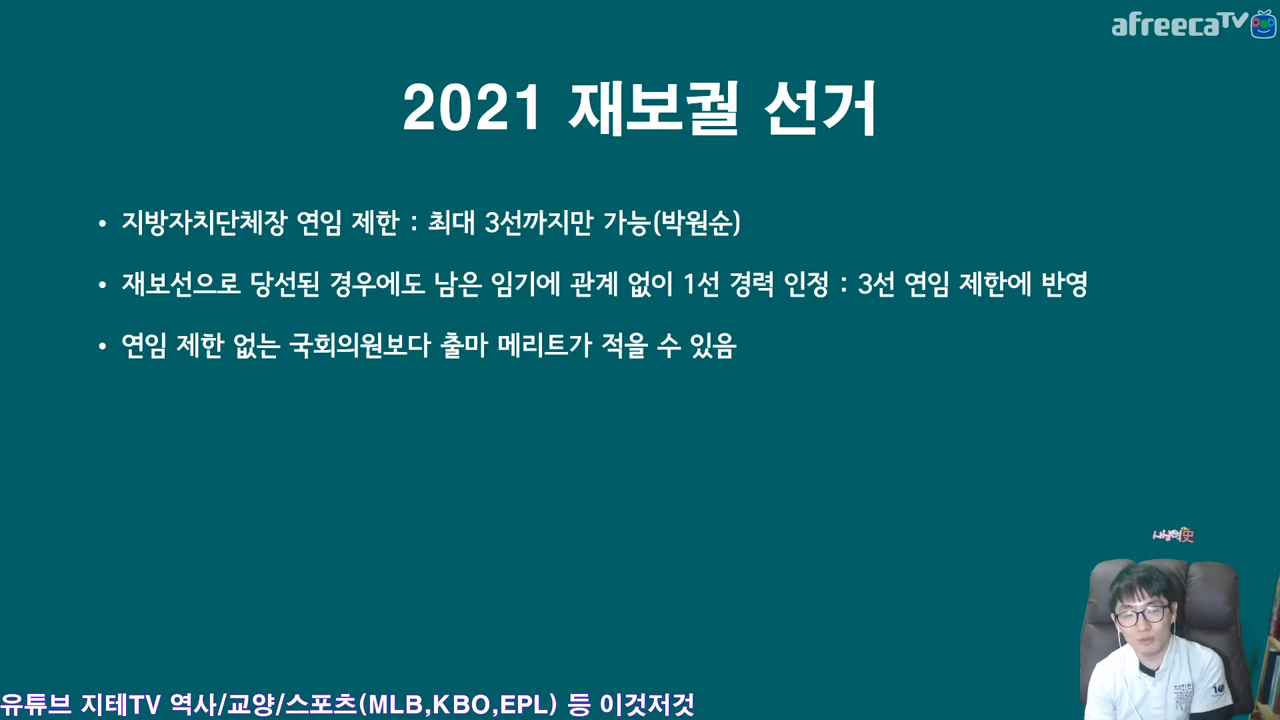 afreecaTV
2021 재보궐 선거
• 지방자치단체장 연임 제한 : 최대 3선까지만 가능(박원순)
• 재보선으로 당선된 경우에도 남은 임기에 관계 없이 1선 경력 인정 : 3선 연임 제한에 반영
• 연임 제한 없는 국회의원보다 출마 메리트가 적을 수 있음
유튜브 지테TV 역사/교양/스포츠(MLB,KBO,EPL) 등 이것저것